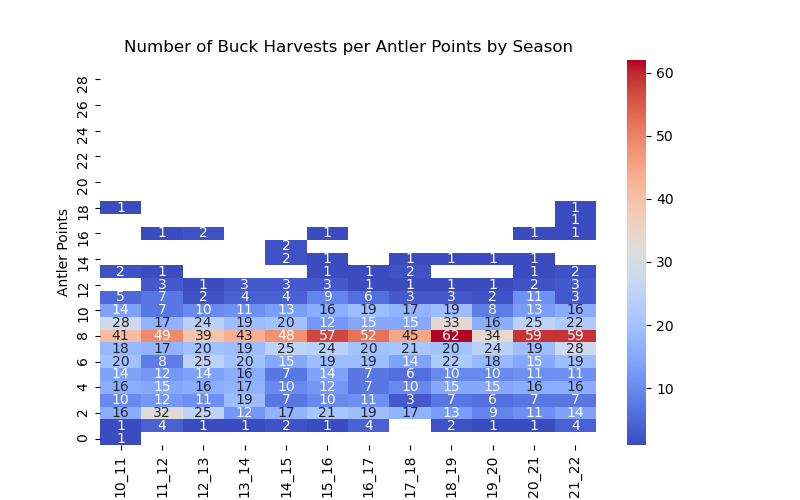 Number of Buck Harvests per Antler Points by Season
Antler Points
28
26
24
22
20
18 1 1
1
16 1 2 1 1 1
2
14 2 1 1 1 1 1
2 1 1 1 2 1 2
12 3 1 3 3 3 1 1 1 1 2 3
5 7 2 4 4 9 6 3 3 2 11 3
10 14 7 10 11 13 16 19 17 19 8 13 16
28 17 24 19 20 12 15 15 33 16 25 22
8 41 49 39 43 48 57 52 45 62 34 59 59
18 17 20 19 25 24 20 21 20 24 19 28
6 20 8 25 20 15 19 19 14 22 18 15 19
14 12 14 16 7 14 7 6 10 10 11 11
4 16 15 16 17 10 12 7 10 15 15 16 16
10 12 11 19 7 10 11 3 7 6 7 7
2 16 32 25 12 17 21 19 17 13 9 11 14
1 4 1 1 2 1 4 2 1 1 4
0 1
10_11 11_12 12_13 13_14 14_15 15_16 16_17 17_18 18_19 19_20 20_21 21_22
60
50
40
30
20
10